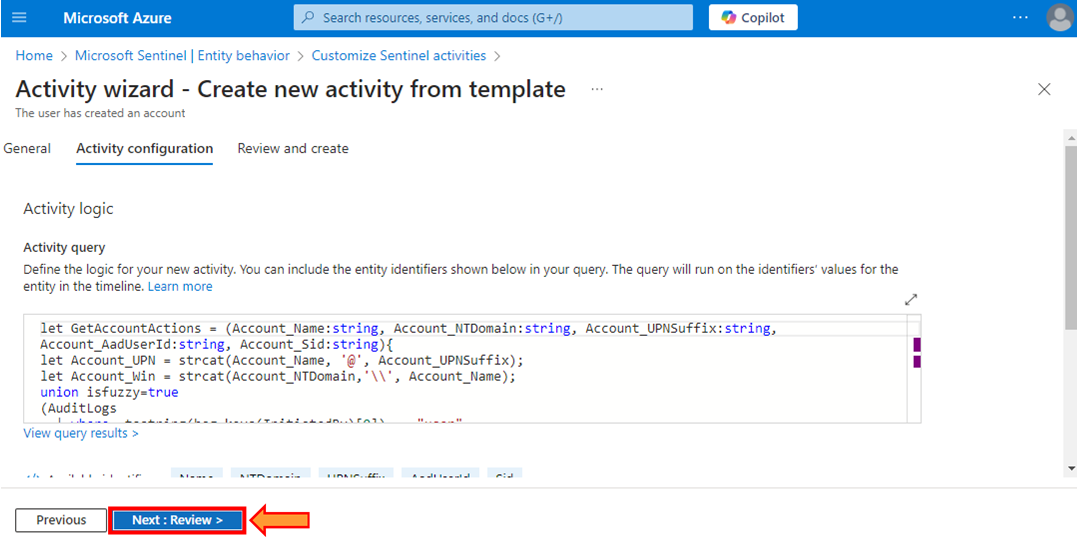 Microsoft Azure
Search resources, services, and docs (G+/)
Copilot
Home > Microsoft Sentinel | Entity behavior > Customize Sentinel activities >
Activity wizard - Create new activity from template ...
The user has created an account
General Activity configuration Review and create
Activity logic
Activity query
Define the logic for your new activity. You can include the entity identifiers shown below in your query. The query will run on the identifiers' values for the
entity in the timeline. Learn more
let GetAccountActions = (Account_Name:string, Account_NTDomain:string, Account_UPNSuffix:string,
Account_AadUserId:string, Account_Sid:string){
let Account_UPN = strcat(Account_Name, '@', Account_UPNSuffix);
let Account_Win = strcat(Account_NTDomain,'\\', Account_Name);
union isfuzzy=true
(AuditLogs
View query results >
Name NTDomain UPNSuffix AadUserId Sid
Previous Next : Review >